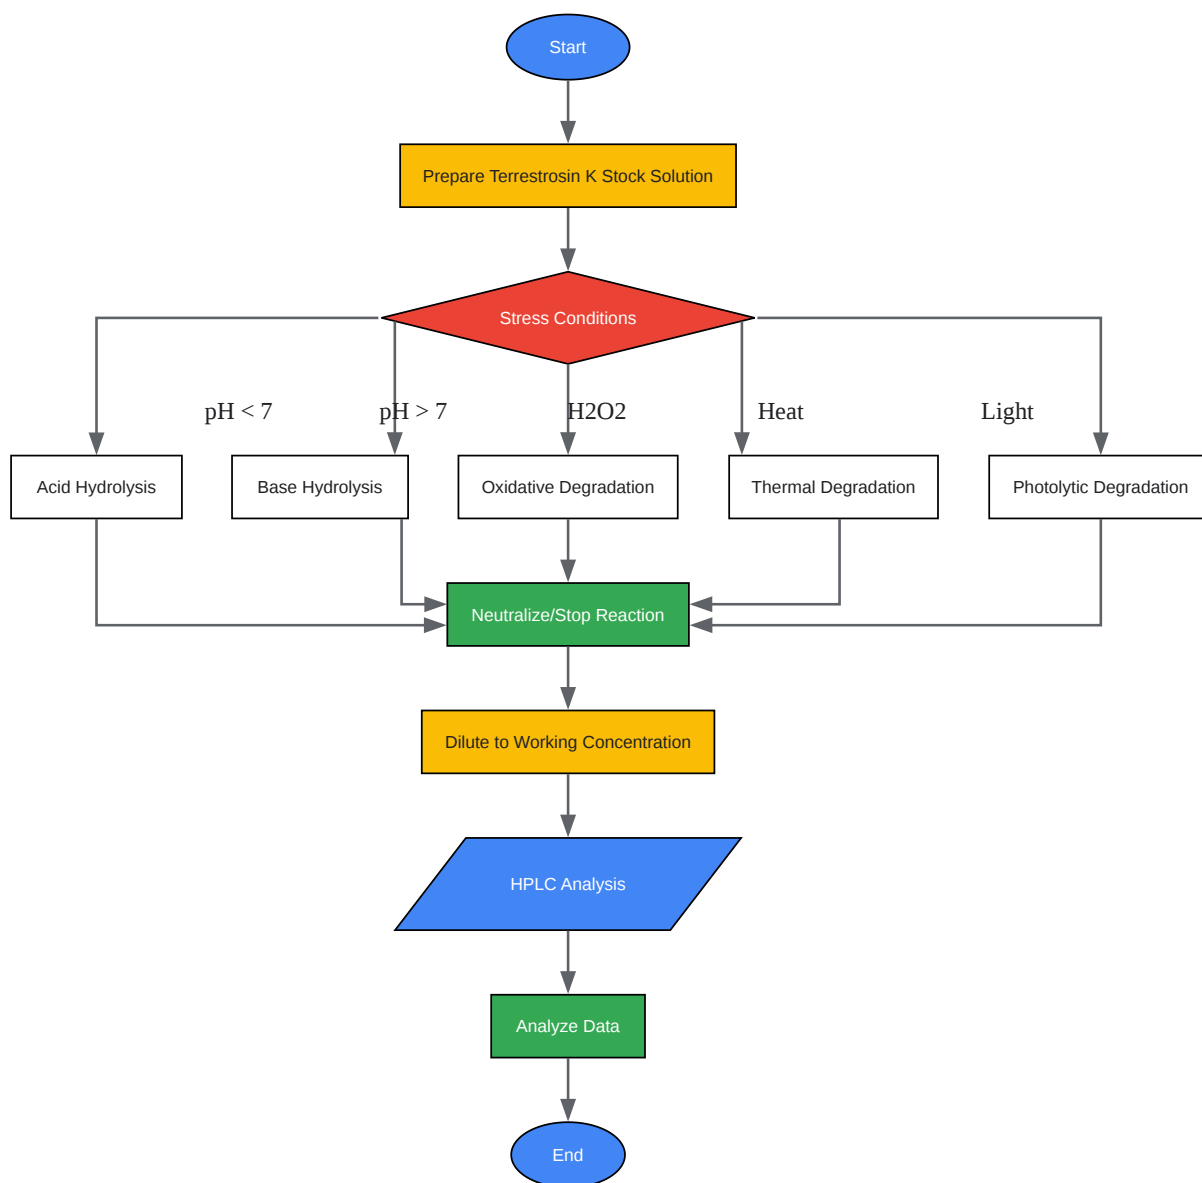 Start
Prepare Terrestrosin K Stock Solution
Stress Conditions
pH < 7
pH > 7
H2O2
Heat
Light
Acid Hydrolysis
Base Hydrolysis
Oxidative Degradation
Thermal Degradation
Photolytic Degradation
Neutralize/Stop Reaction
Dilute to Working Concentration
HPLC Analysis
Analyze Data
End